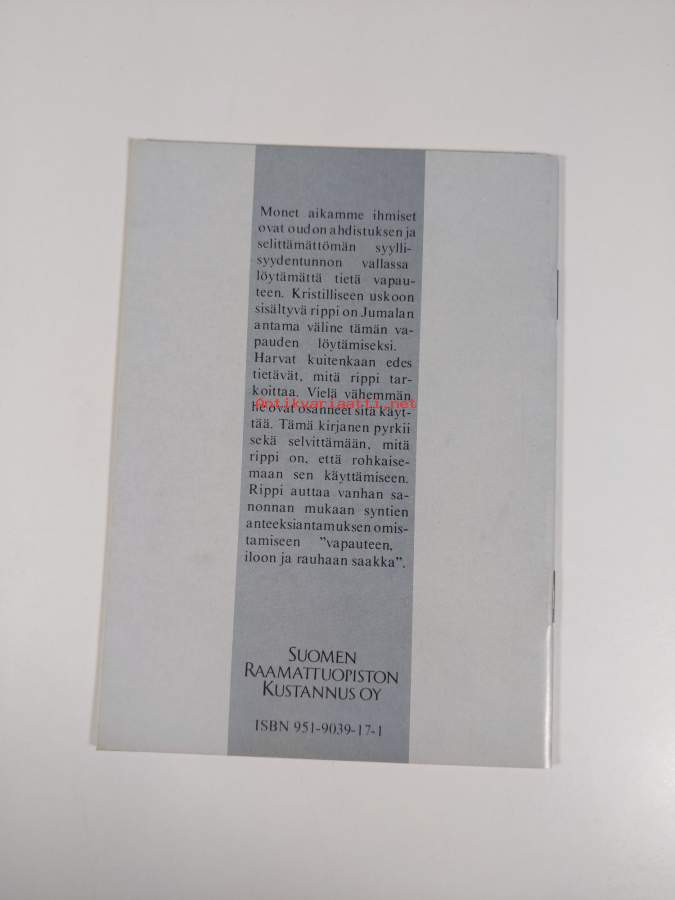 Monet aikamme ihmiset
ovat oudon ahdistuksen ja
selittämättömän syylli-
syydentunnon vallassa
löytämättä tietä vapau-
teen. Kristilliseen uskoon
sisältyvä rippi on Jumalan
antama väline tämän va-
pauden löytämiseksi.
Harvat kuitenkaan edes
tietävät, mitä rippi tar-
koittaa. Vielä vähemmän
Antikvariaatti.net
he ovat osanneet sitä käyt-
tää. Tämä kirjanen pyrkii
sekä selvittämään, mitä
rippi on, että rohkaise-
maan sen käyttämiseen.
Rippi auttaa vanhan sa-
nonnan mukaan syntien
anteeksiantamuksen omis-
tamiseen ”vapauteen,
iloon ja rauhaan saakka”.
SUOMEN
RAAMATTUOPISTON
KUSTANNUS OY
ISBN 951-9039-17-1